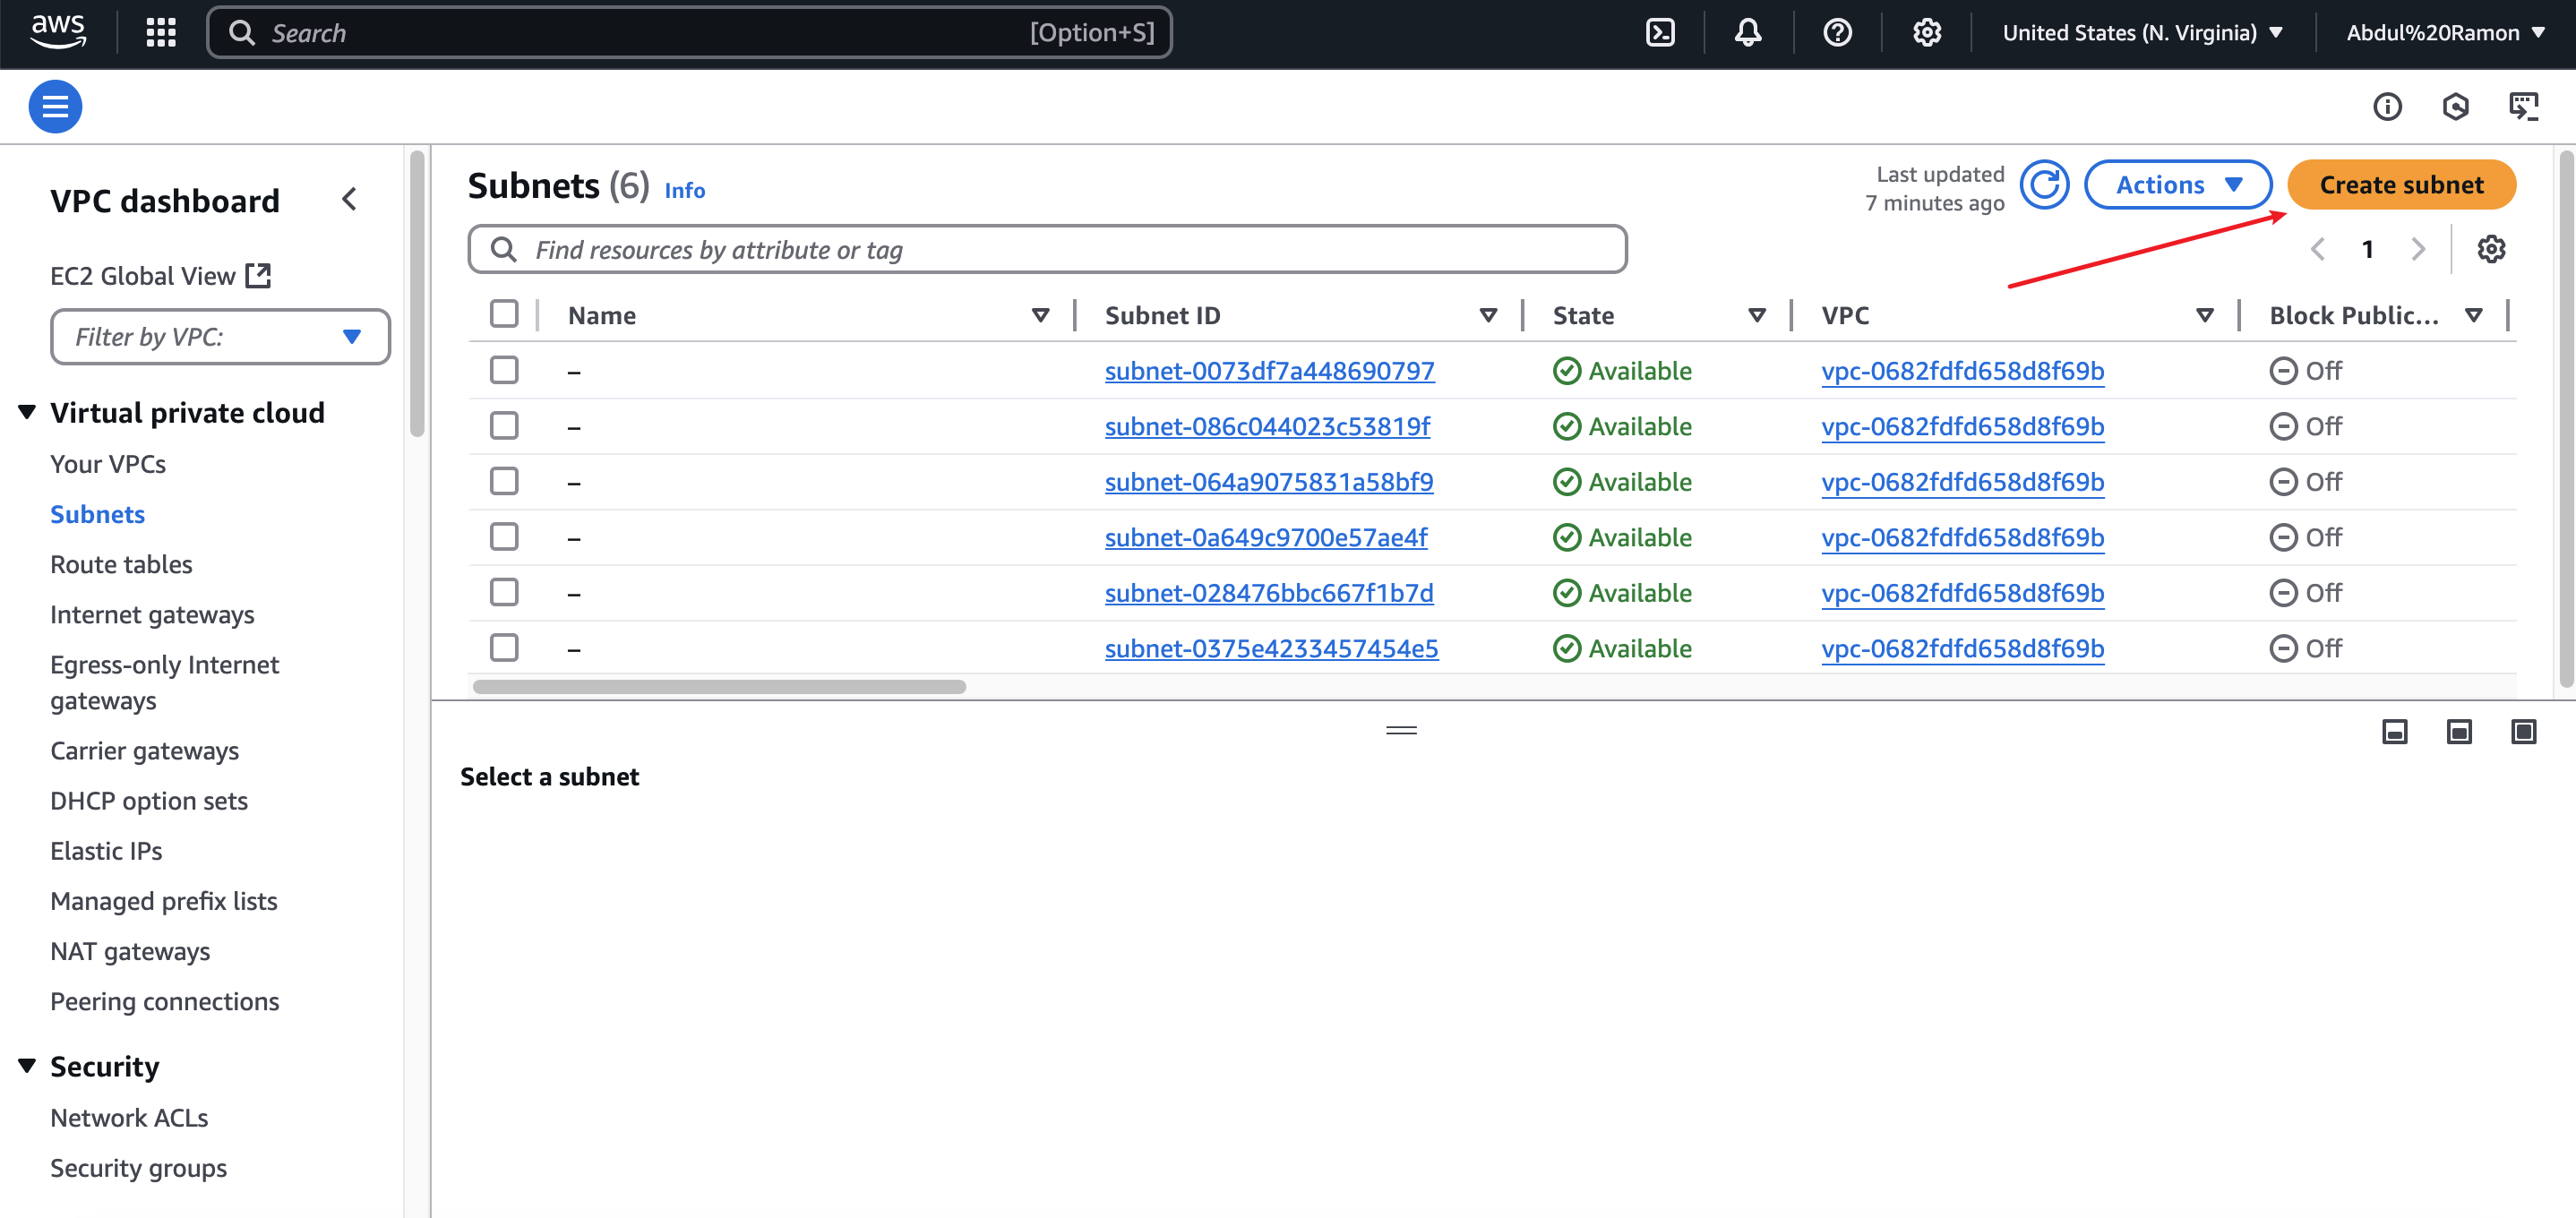 aws
Search [Option+S]
United States (N. Virginia)
Abdul%20Ramon
VPC dashboard
EC2 Global View
Filter by VPC:
Virtual private cloud
Your VPCs
Subnets
Route tables
Internet gateways
Egress-only Internet
gateways
Carrier gateways
DHCP option sets
Elastic IPs
Managed prefix lists
NAT gateways
Peering connections
Security
Network ACLs
Security groups
Subnets (6) Info
Last updated
7 minutes ago
Actions
Create subnet
Find resources by attribute or tag
1
Name Subnet ID State VPC Block Public...
– subnet-0073df7a448690797 Available vpc-0682fdfd658d8f69b Off
– subnet-086c044023c53819f Available vpc-0682fdfd658d8f69b Off
– subnet-064a9075831a58bf9 Available vpc-0682fdfd658d8f69b Off
– subnet-0a649c9700e57ae4f Available vpc-0682fdfd658d8f69b Off
– subnet-028476bbc667f1b7d Available vpc-0682fdfd658d8f69b Off
– subnet-0375e4233457454e5 Available vpc-0682fdfd658d8f69b Off
Select a subnet